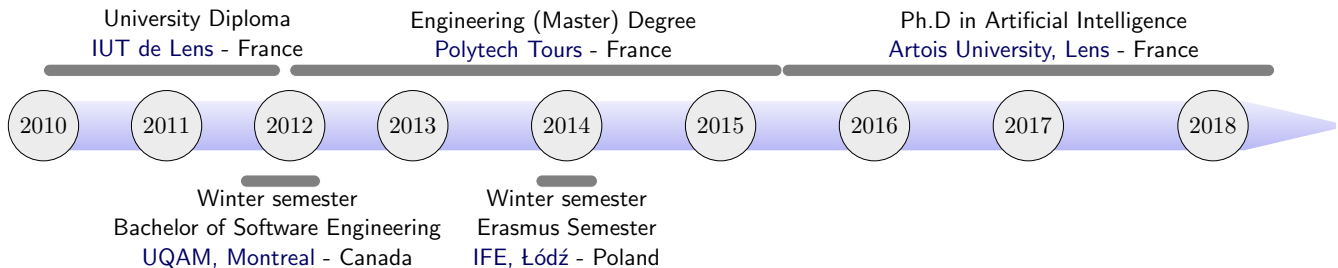 University Diploma
IUT de Lens - France
Engineering (Master) Degree
Polytech Tours - France
Ph.D in Artificial Intelligence
Artois University, Lens - France
2010 2011 2012 2013 2014 2015 2016 2017 2018
Winter semester
Bachelor of Software Engineering
UQAM, Montreal - Canada
Winter semester
Erasmus Semester
IFE, Łódź - Poland